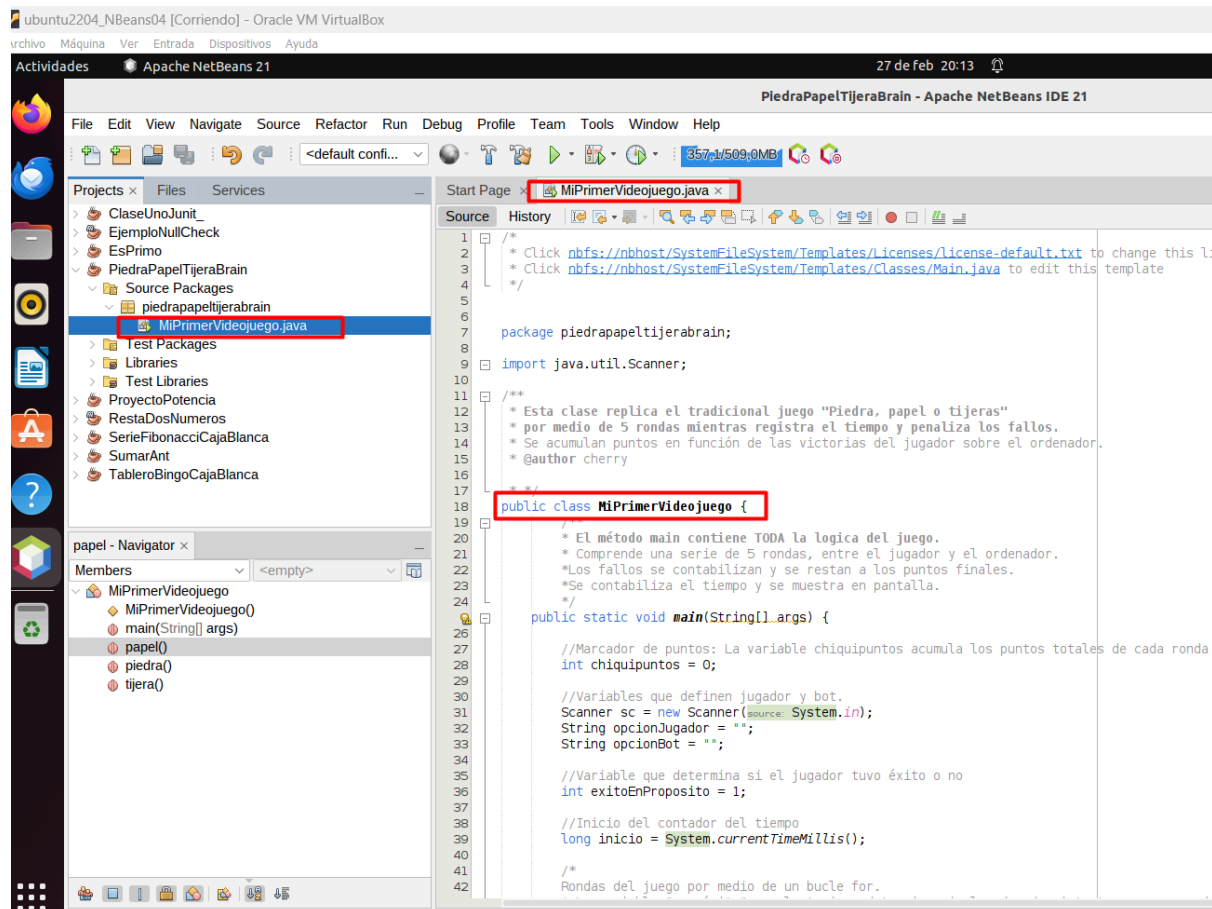 ubuntu2204_NBeans04 [Corriendo] - Oracle VM VirtualBox
Archivo Máquina Ver Entrada Dispositivos Ayuda
Actividades Apache NetBeans 21 27 de feb 20:13
PiedraPapelTijeraBrain - Apache NetBeans IDE 21
File Edit View Navigate Source Refactor Run Debug Profile Team Tools Window Help
<default confi... 357,1/509,0MB
Projects × Files Services
ClaseUnoJunit_
EjemploNullCheck
EsPrimo
PiedraPapelTijeraBrain
Source Packages
piedrapapeltijerabrain
MiPrimerVideojuego.java
Test Packages
Libraries
Test Libraries
ProyectoPotencia
RestaDosNumeros
SerieFibonacciCajaBlanca
SumarAnt
TableroBingoCajaBlanca
papel - Navigator ×
Members <empty>
MiPrimerVideojuego
MiPrimerVideojuego()
main(String[] args)
papel()
piedra()
tijera()
Start Page × MiPrimerVideojuego.java ×
Source History
1 /*
2 * Click nbfs://nbhost/SystemFileSystem/Templates/Licenses/license-default.txt to change this li
3 * Click nbfs://nbhost/SystemFileSystem/Templates/Classes/Main.java to edit this template
4 */
5
6
7 package piedrapapeltijerabrain;
8
9 import java.util.Scanner;
10
11 /**
12 * Esta clase replica el tradicional juego "Piedra, papel o tijeras"
13 * por medio de 5 rondas mientras registra el tiempo y penaliza los fallos.
14 * Se acumulan puntos en función de las victorias del jugador sobre el ordenador.
15 * @author cherry
16
17 * */
18 public class MiPrimerVideojuego {
19 /**
20 * El método main contiene TODA la logica del juego.
21 * Comprende una serie de 5 rondas, entre el jugador y el ordenador.
22 *Los fallos se contabilizan y se restan a los puntos finales.
23 *Se contabiliza el tiempo y se muestra en pantalla.
24 */
public static void main(String[] args) {
26
27 //Marcador de puntos: La variable chiquipuntos acumula los puntos totales de cada ronda
28 int chiquipuntos = 0;
29
30 //Variables que definen jugador y bot.
31 Scanner sc = new Scanner(source: System.in);
32 String opcionJugador = "";
33 String opcionBot = "";
34
35 //Variable que determina si el jugador tuvo éxito o no
36 int exitoEnProposito = 1;
37
38 //Inicio del contador del tiempo
39 long inicio = System.currentTimeMillis();
40
41 /*
42 Rondas del juego por medio de un bucle for.